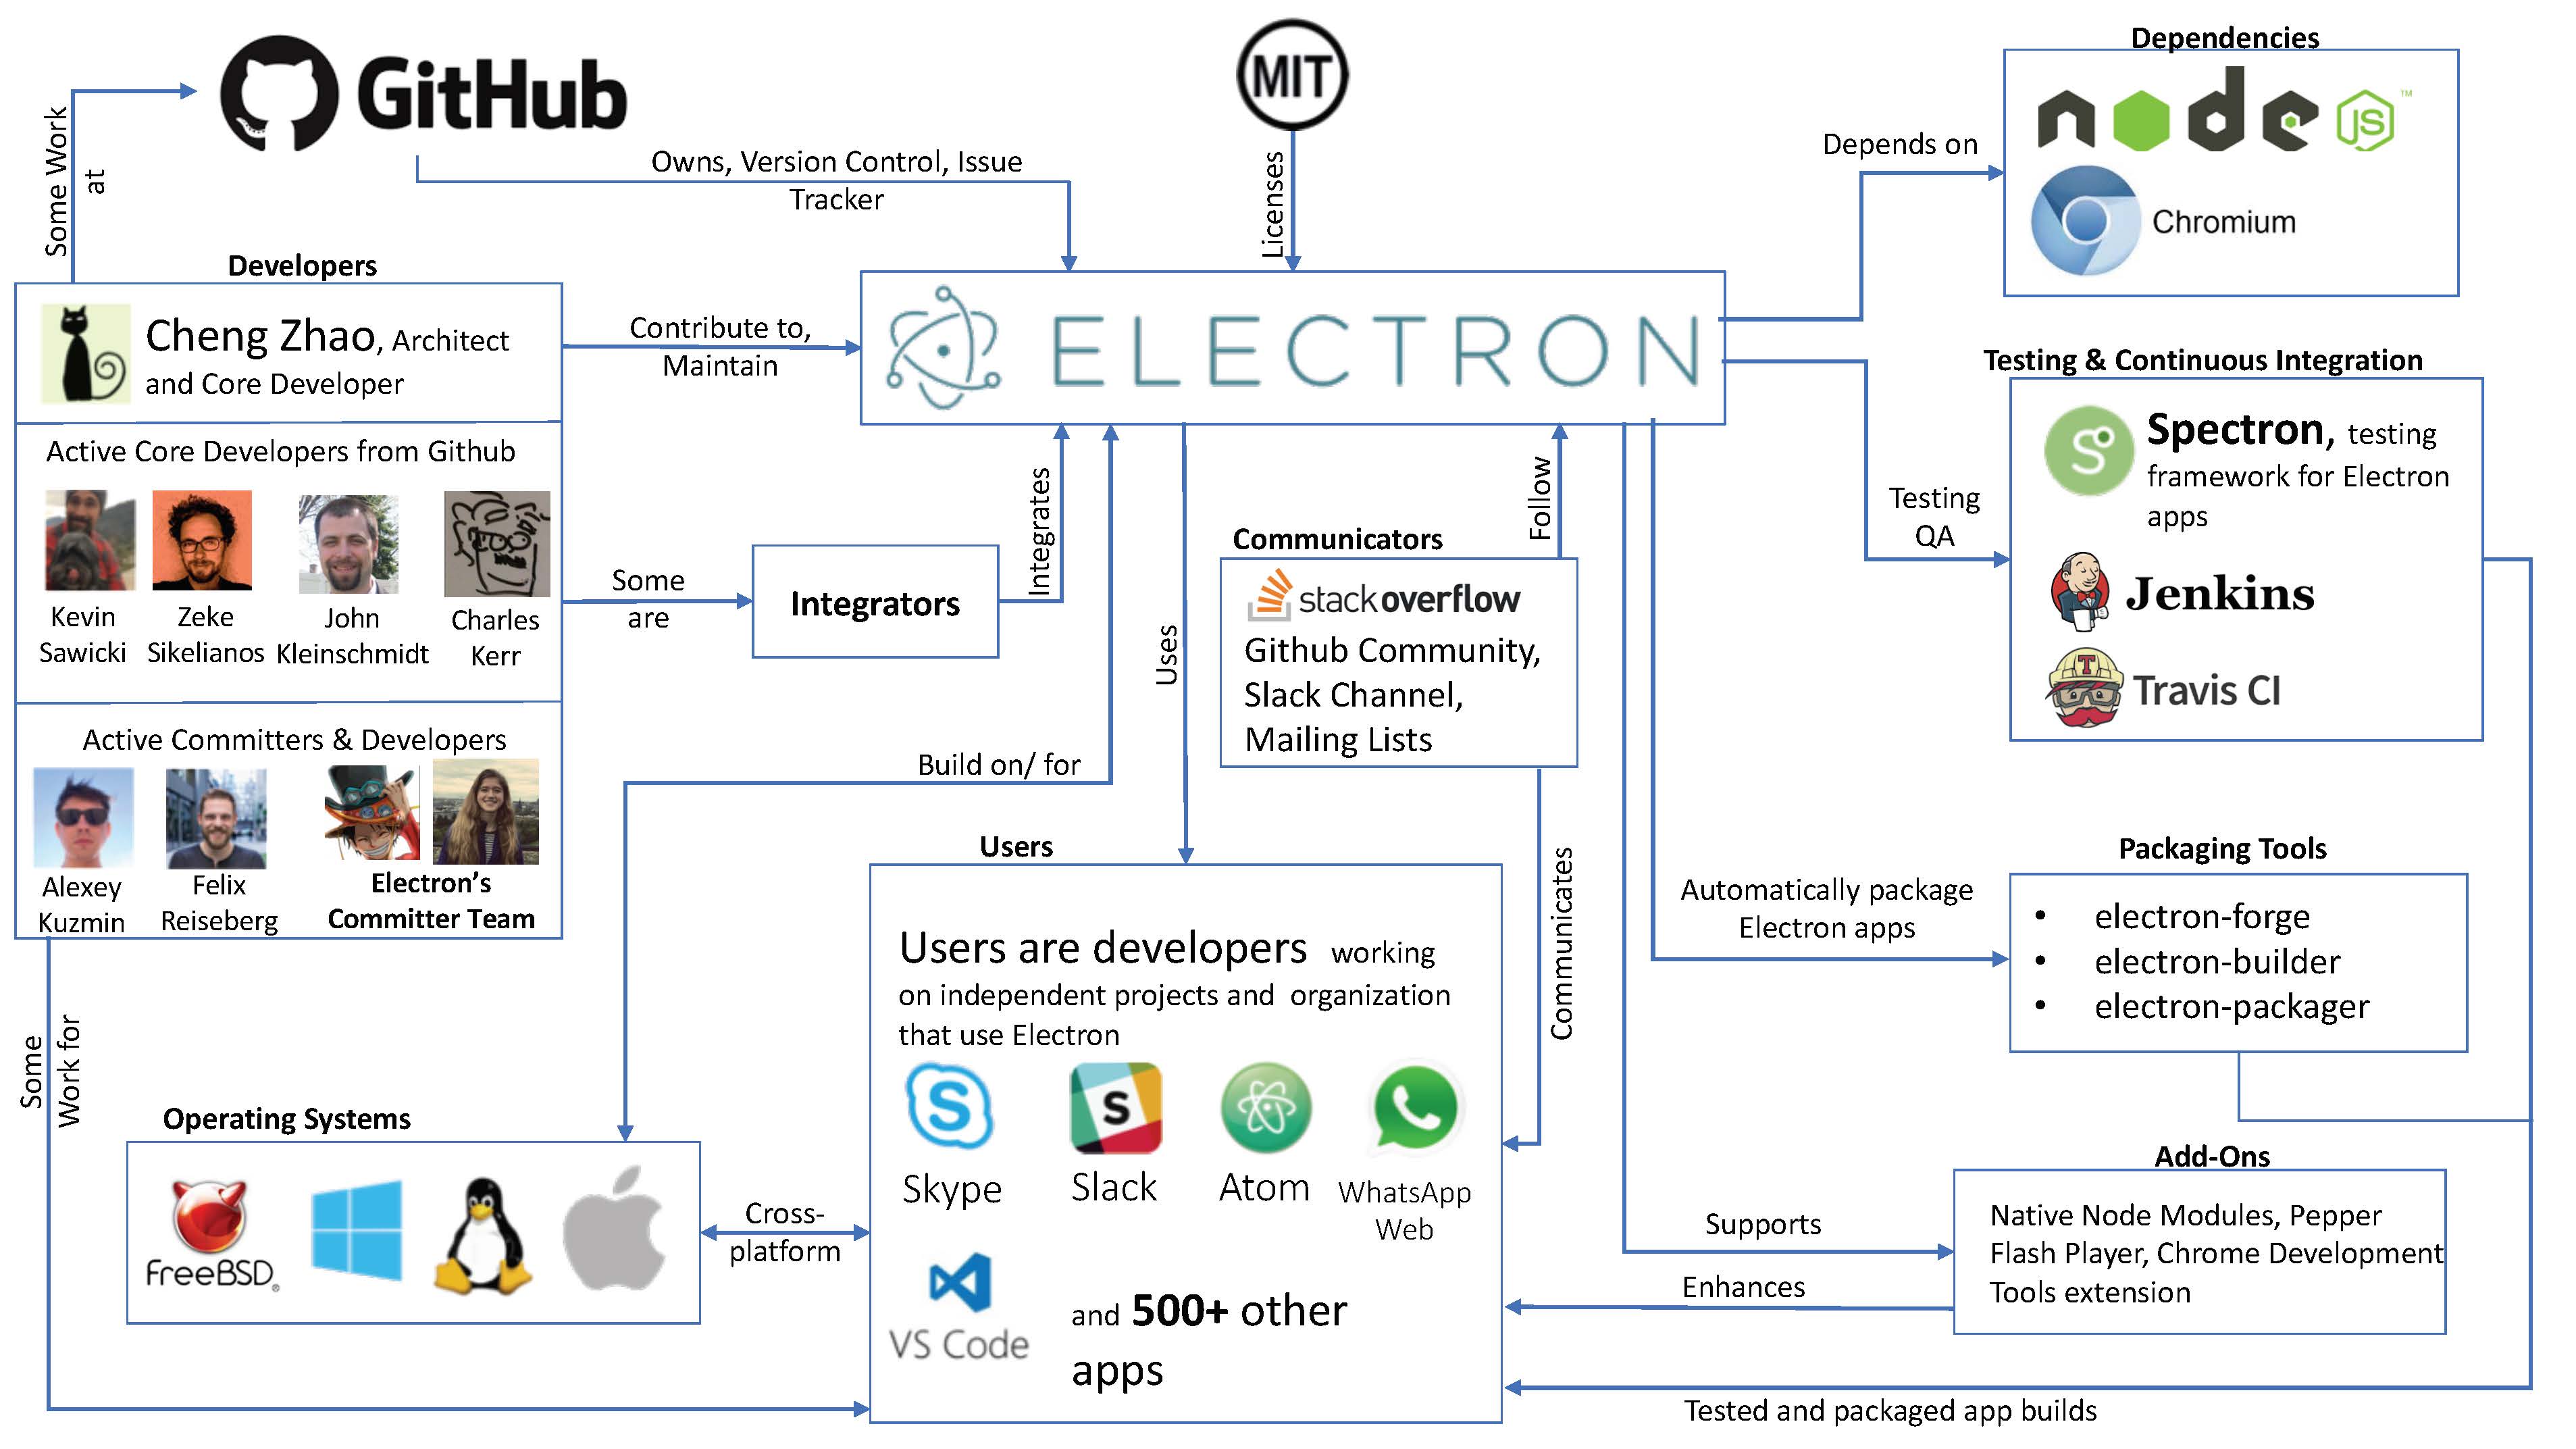 GitHub
MIT
Dependencies
node JS ™
Chromium
Depends on
Some Work
at
Owns, Version Control, Issue
Tracker
Licenses
Developers
Cheng Zhao, Architect
and Core Developer
Contribute to,
Maintain
ELECTRON
Testing & Continuous Integration
Spectron, testing
framework for Electron
apps
Jenkins
Travis CI
Testing
QA
Active Core Developers from Github
Kevin
Sawicki
Zeke
Sikelianos
John
Kleinschmidt
Charles
Kerr
Some
are
Integrators
Integrates
Uses
Follow
Communicators
stackoverflow
Github Community,
Slack Channel,
Mailing Lists
Active Committers & Developers
Alexey
Kuzmin
Felix
Reiseberg
Electron’s
Committer Team
Build on/ for
Communicates
Automatically package
Electron apps
Packaging Tools
• electron-forge
• electron-builder
• electron-packager
Users
Users are developers working
on independent projects and organization
that use Electron
Skype
Slack
Atom
WhatsApp
Web
VS Code
and 500+ other
apps
Some
Work for
Operating Systems
FreeBSD®
Cross-
platform
Supports
Enhances
Add-Ons
Native Node Modules, Pepper
Flash Player, Chrome Development
Tools extension
Tested and packaged app builds